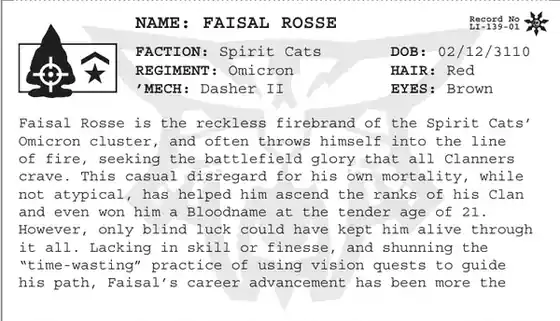 NAME: FAISAL ROSSE
Record No
LI-139-01
FACTION: Spirit Cats
DOB: 02/12/3110
REGIMENT: Omicron
HAIR: Red
’MECH: Dasher II
EYES: Brown
Faisal Rosse is the reckless firebrand of the Spirit Cats’
Omicron cluster, and often throws himself into the line
of fire, seeking the battlefield glory that all Clanners
crave. This casual disregard for his own mortality, while
not atypical, has helped him ascend the ranks of his Clan
and even won him a Bloodname at the tender age of 21.
However, only blind luck could have kept him alive through
it all. Lacking in skill or finesse, and shunning the
“time-wasting” practice of using vision quests to guide
his path, Faisal’s career advancement has been more the